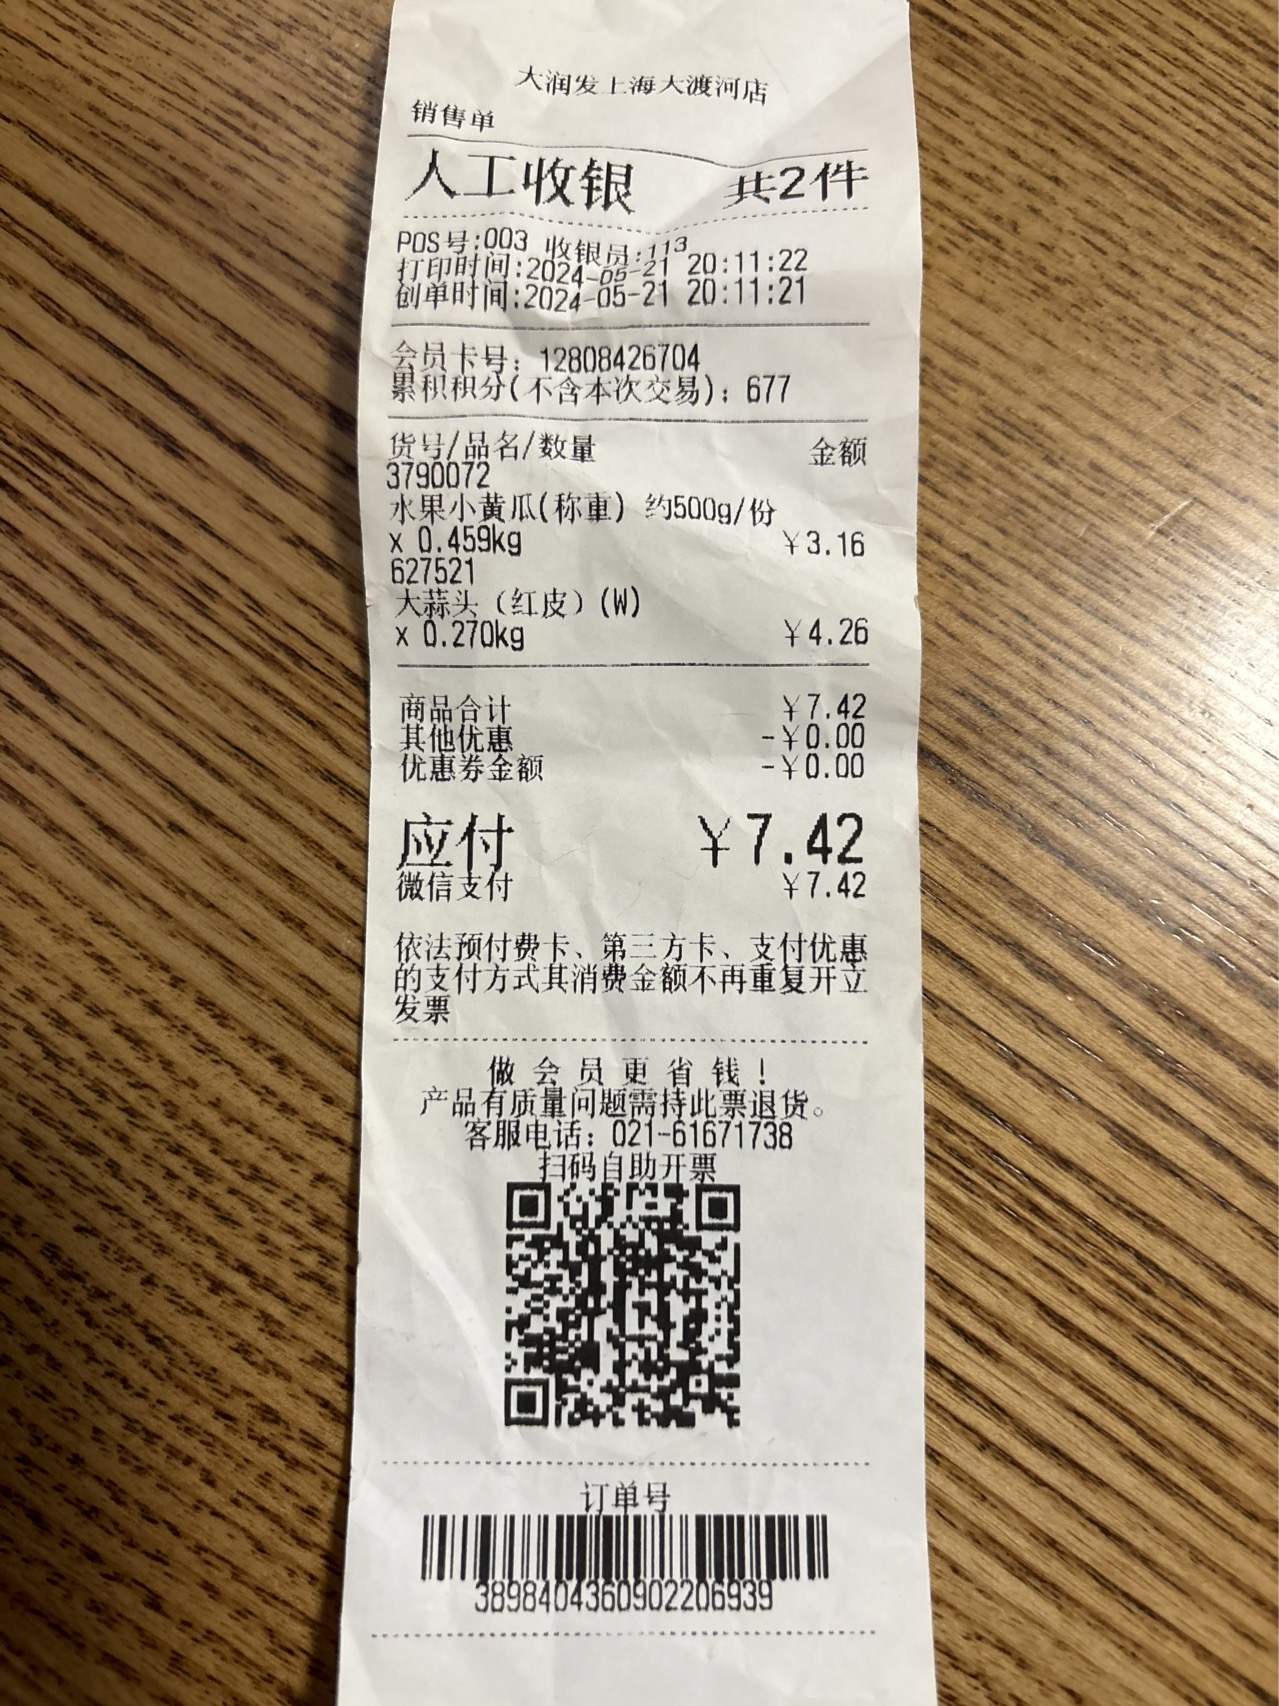 大润发上海大渡河店
销售单
人工收银 共2件
POS号:003 收银员:113
打印时间:2024-05-21 20:11:22
创单时间:2024-05-21 20:11:21
会员卡号: 12808426704
累积积分(不含本次交易): 677
货号/品名/数量 金额
3790072
水果小黄瓜(称重) 约500g/份
x 0.459kg ¥3.16
627521
大蒜头（红皮）(W)
x 0.270kg ¥4.26
商品合计 ¥7.42
其他优惠 -¥0.00
优惠券金额 -¥0.00
应付 ¥7.42
微信支付 ¥7.42
依法预付费卡、第三方卡、支付优惠
的支付方式其消费金额不再重复开立
发票
做会员更省钱!
产品有质量问题需持此票退货。
客服电话: 021-61671738
扫码自助开票
订单号
3898404360902206939